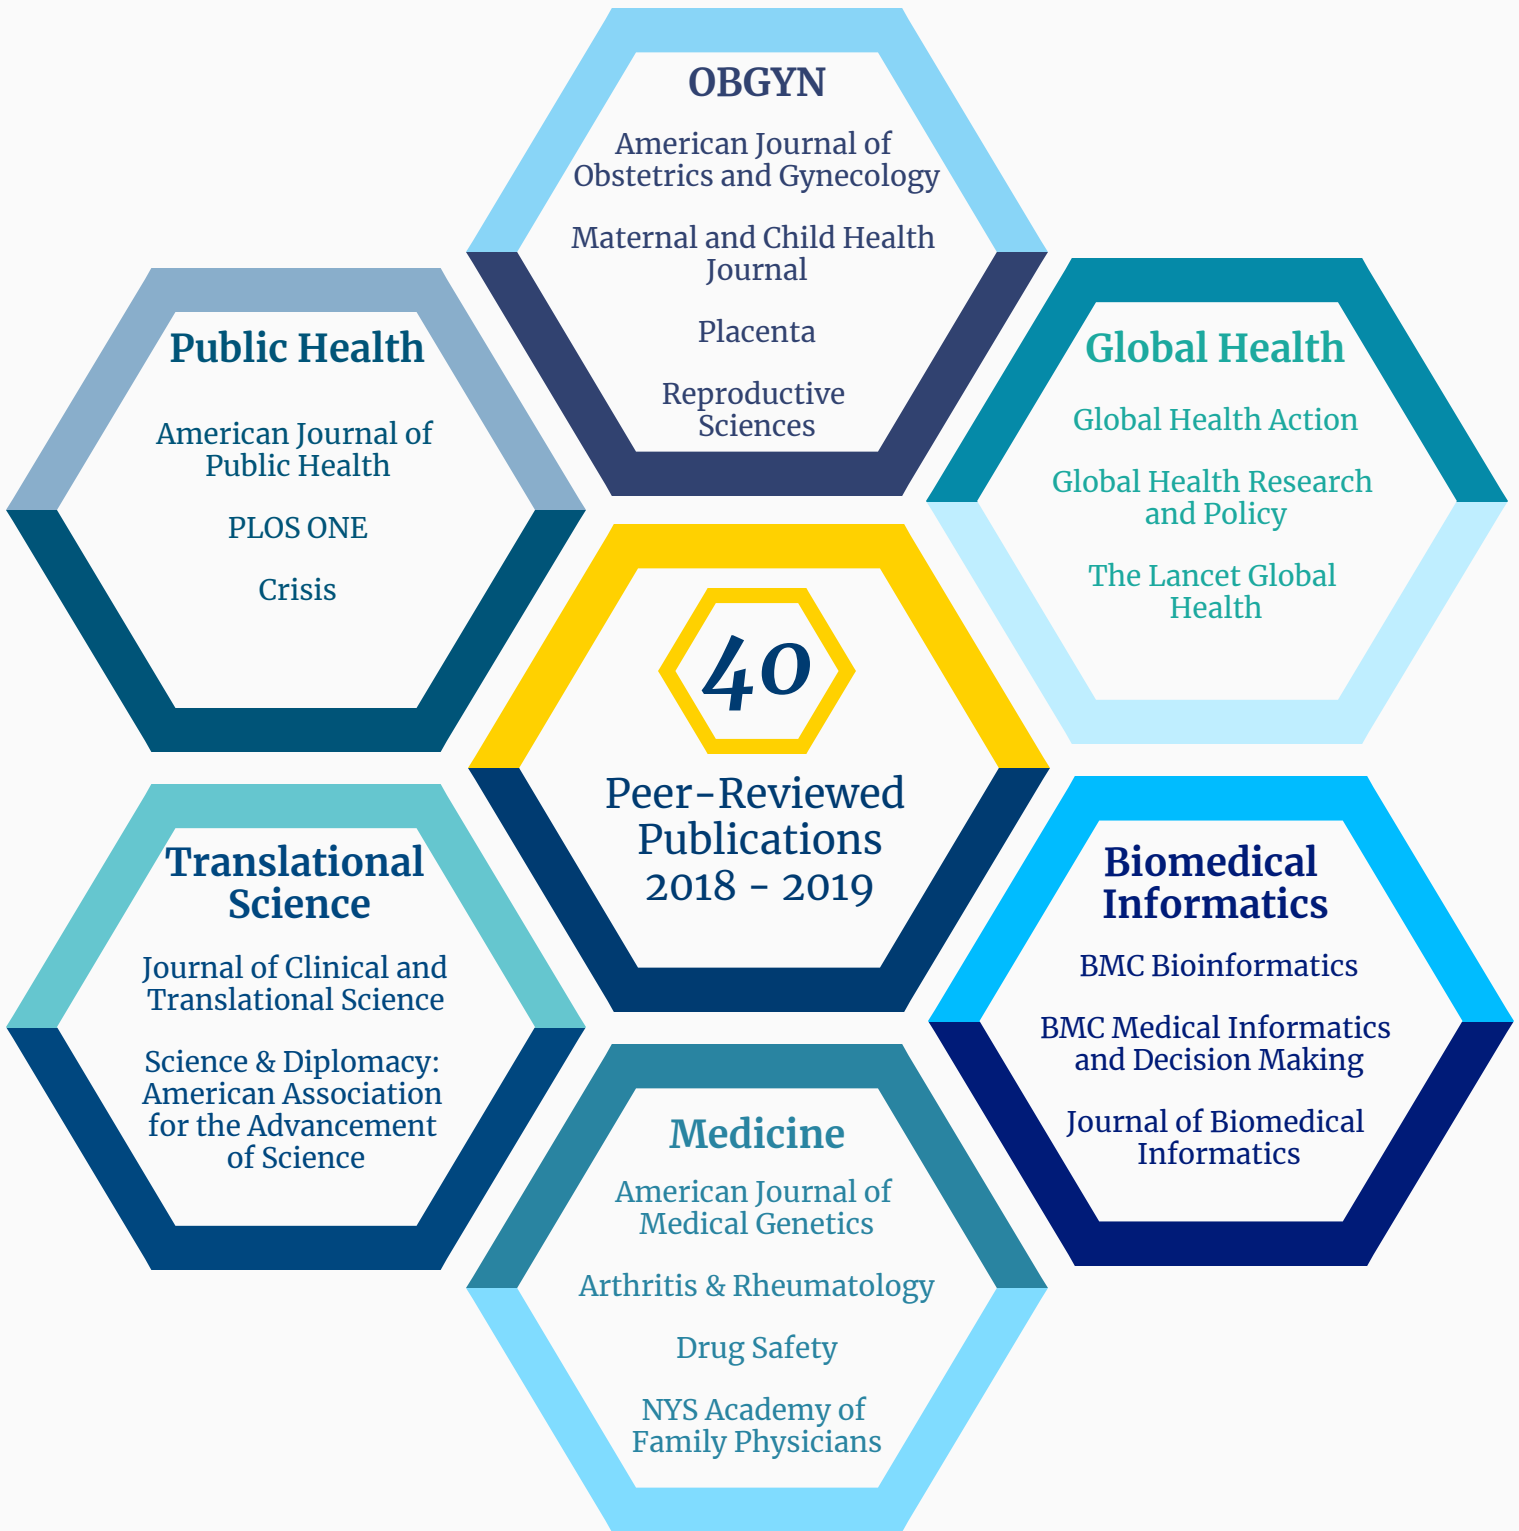 OBGYN
American Journal of
Obstetrics and Gynecology
Maternal and Child Health
Journal
Placenta
Reproductive
Sciences
Public Health
American Journal of
Public Health
PLOS ONE
Crisis
Global Health
Global Health Action
Global Health Research
and Policy
The Lancet Global
Health
40
Peer-Reviewed
Publications
2018 - 2019
Translational
Science
Journal of Clinical and
Translational Science
Science & Diplomacy:
American Association
for the Advancement
of Science
Biomedical
Informatics
BMC Bioinformatics
BMC Medical Informatics
and Decision Making
Journal of Biomedical
Informatics
Medicine
American Journal of
Medical Genetics
Arthritis & Rheumatology
Drug Safety
NYS Academy of
Family Physicians